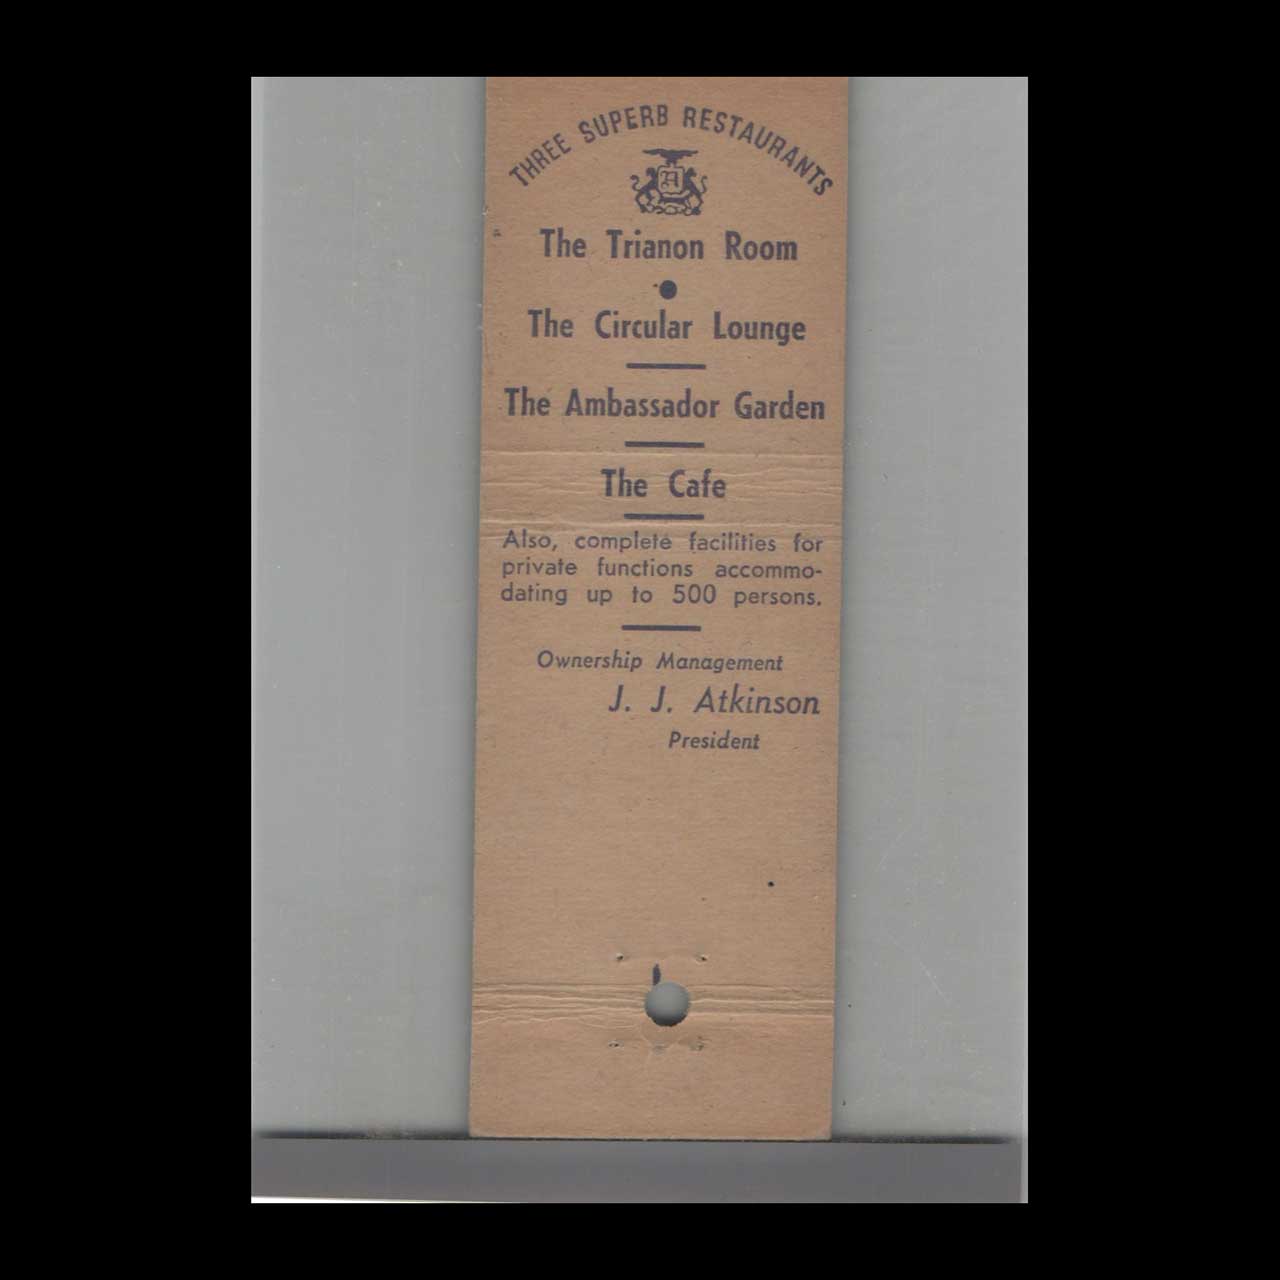 THREE SUPERB RESTAURANTS
A
The Trianon Room
The Circular Lounge
The Ambassador Garden
The Cafe
Also, complete facilities for
private functions accommo-
dating up to 500 persons.
Ownership Management
J. J. Atkinson
President